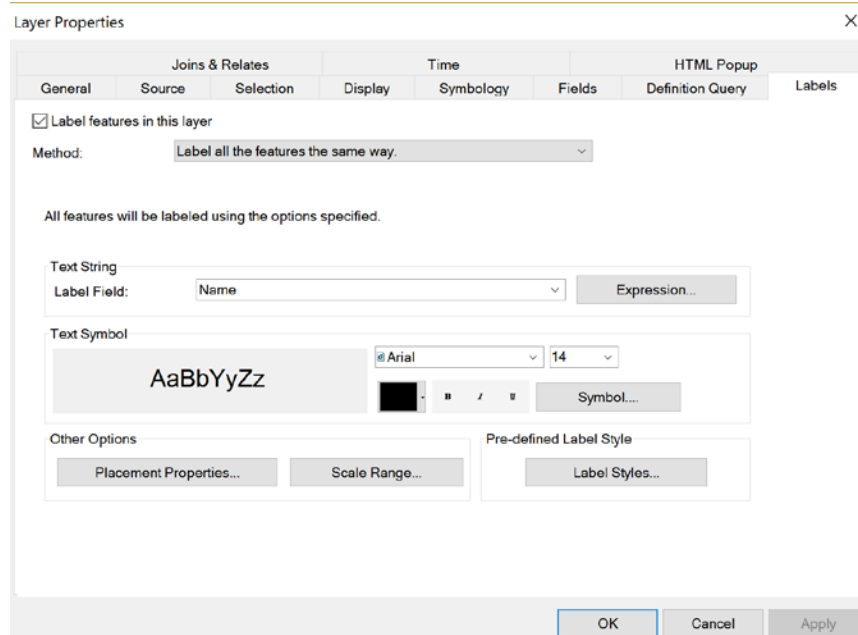 Layer Properties
Joins & Relates Time HTML Popup
General Source Selection Display Symbology Fields Definition Query Labels
Label features in this layer
Method: Label all the features the same way.
All features will be labeled using the options specified.
Text String
Label Field: Name Expression...
Text Symbol
AaBbYyZz
Arial 14
B I U Symbol....
Other Options Pre-defined Label Style
Placement Properties... Scale Range... Label Styles...
OK Cancel Apply